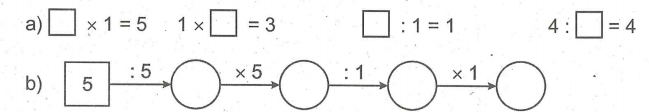 a) □ × 1 = 5 1 × □ = 3 □ : 1 = 1 4 : □ = 4
b) 5 : 5 × 5 : 1 × 1